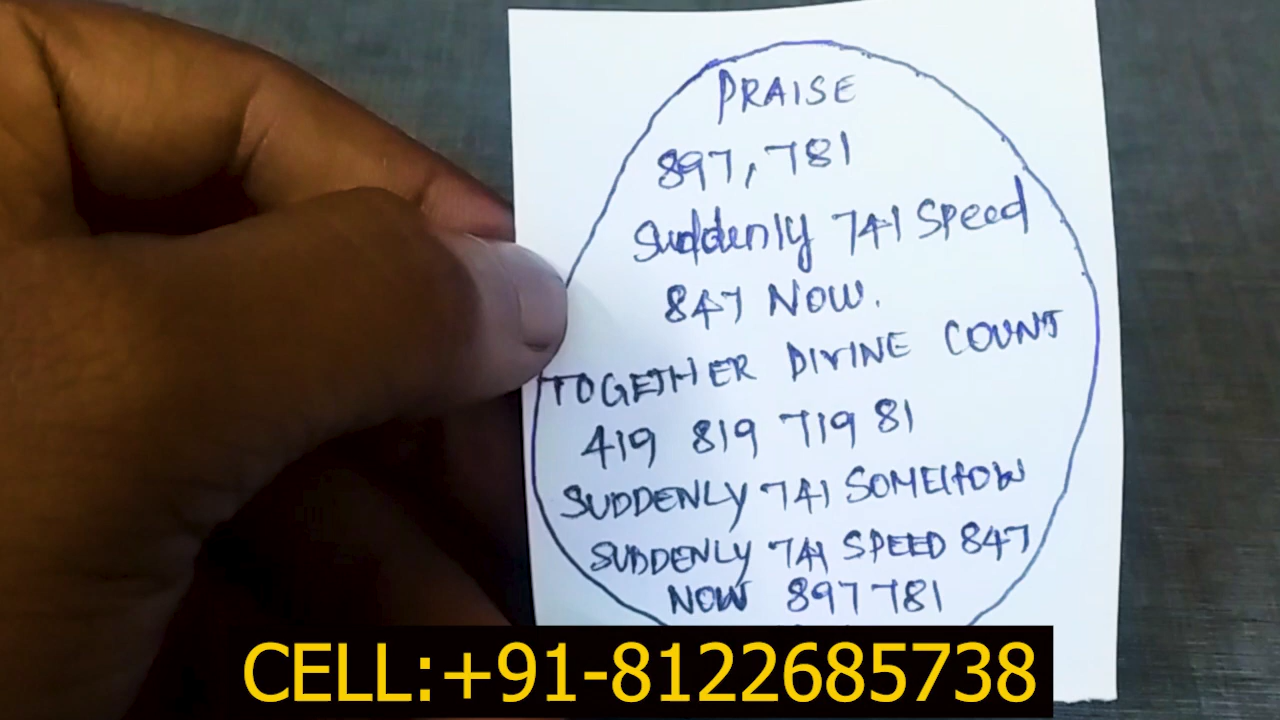 PRAISE
897, 781
Suddenly 741 Speed
847 NOW.
TOGETHER DIVINE COUNT
419 819 719 81
SUDDENLY 741 SOMEHOW
SUDDENLY 741 SPEED 847
NOW 897 781
CELL:+91-8122685738